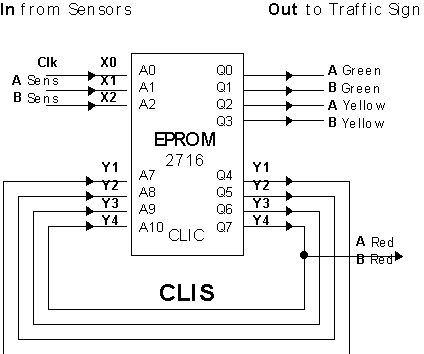 In from Sensors Out to Traffic Sign
Clk X0 A0 Q0 A Green
A Sens X1 A1 Q1 B Green
B Sens X2 A2 Q2 A Yellow
Q3 B Yellow
EPROM
2716
Y1 A7 Q4 Y1
Y2 A8 Q5 Y2
Y3 A9 Q6 Y3
Y4 A10 Q7 Y4
CLIC
A Red
B Red
CLIS